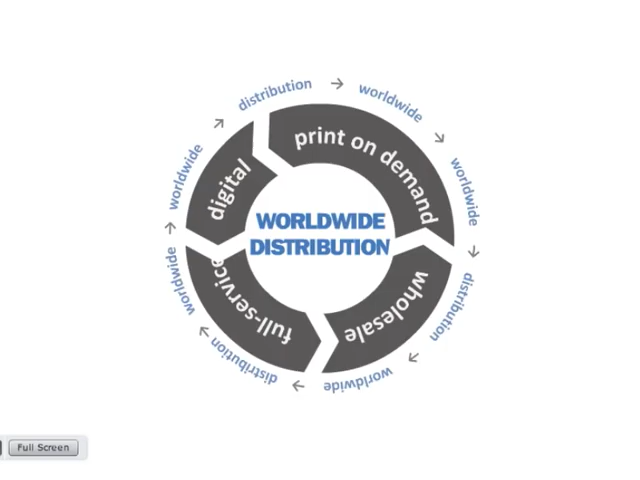 distribution → worldwide
→ worldwide
→ distribution
→ worldwide
→ distribution
→ worldwide
→ worldwide
→
print on demand
wholesale
full-service
digital
WORLDWIDE
DISTRIBUTION
Full Screen